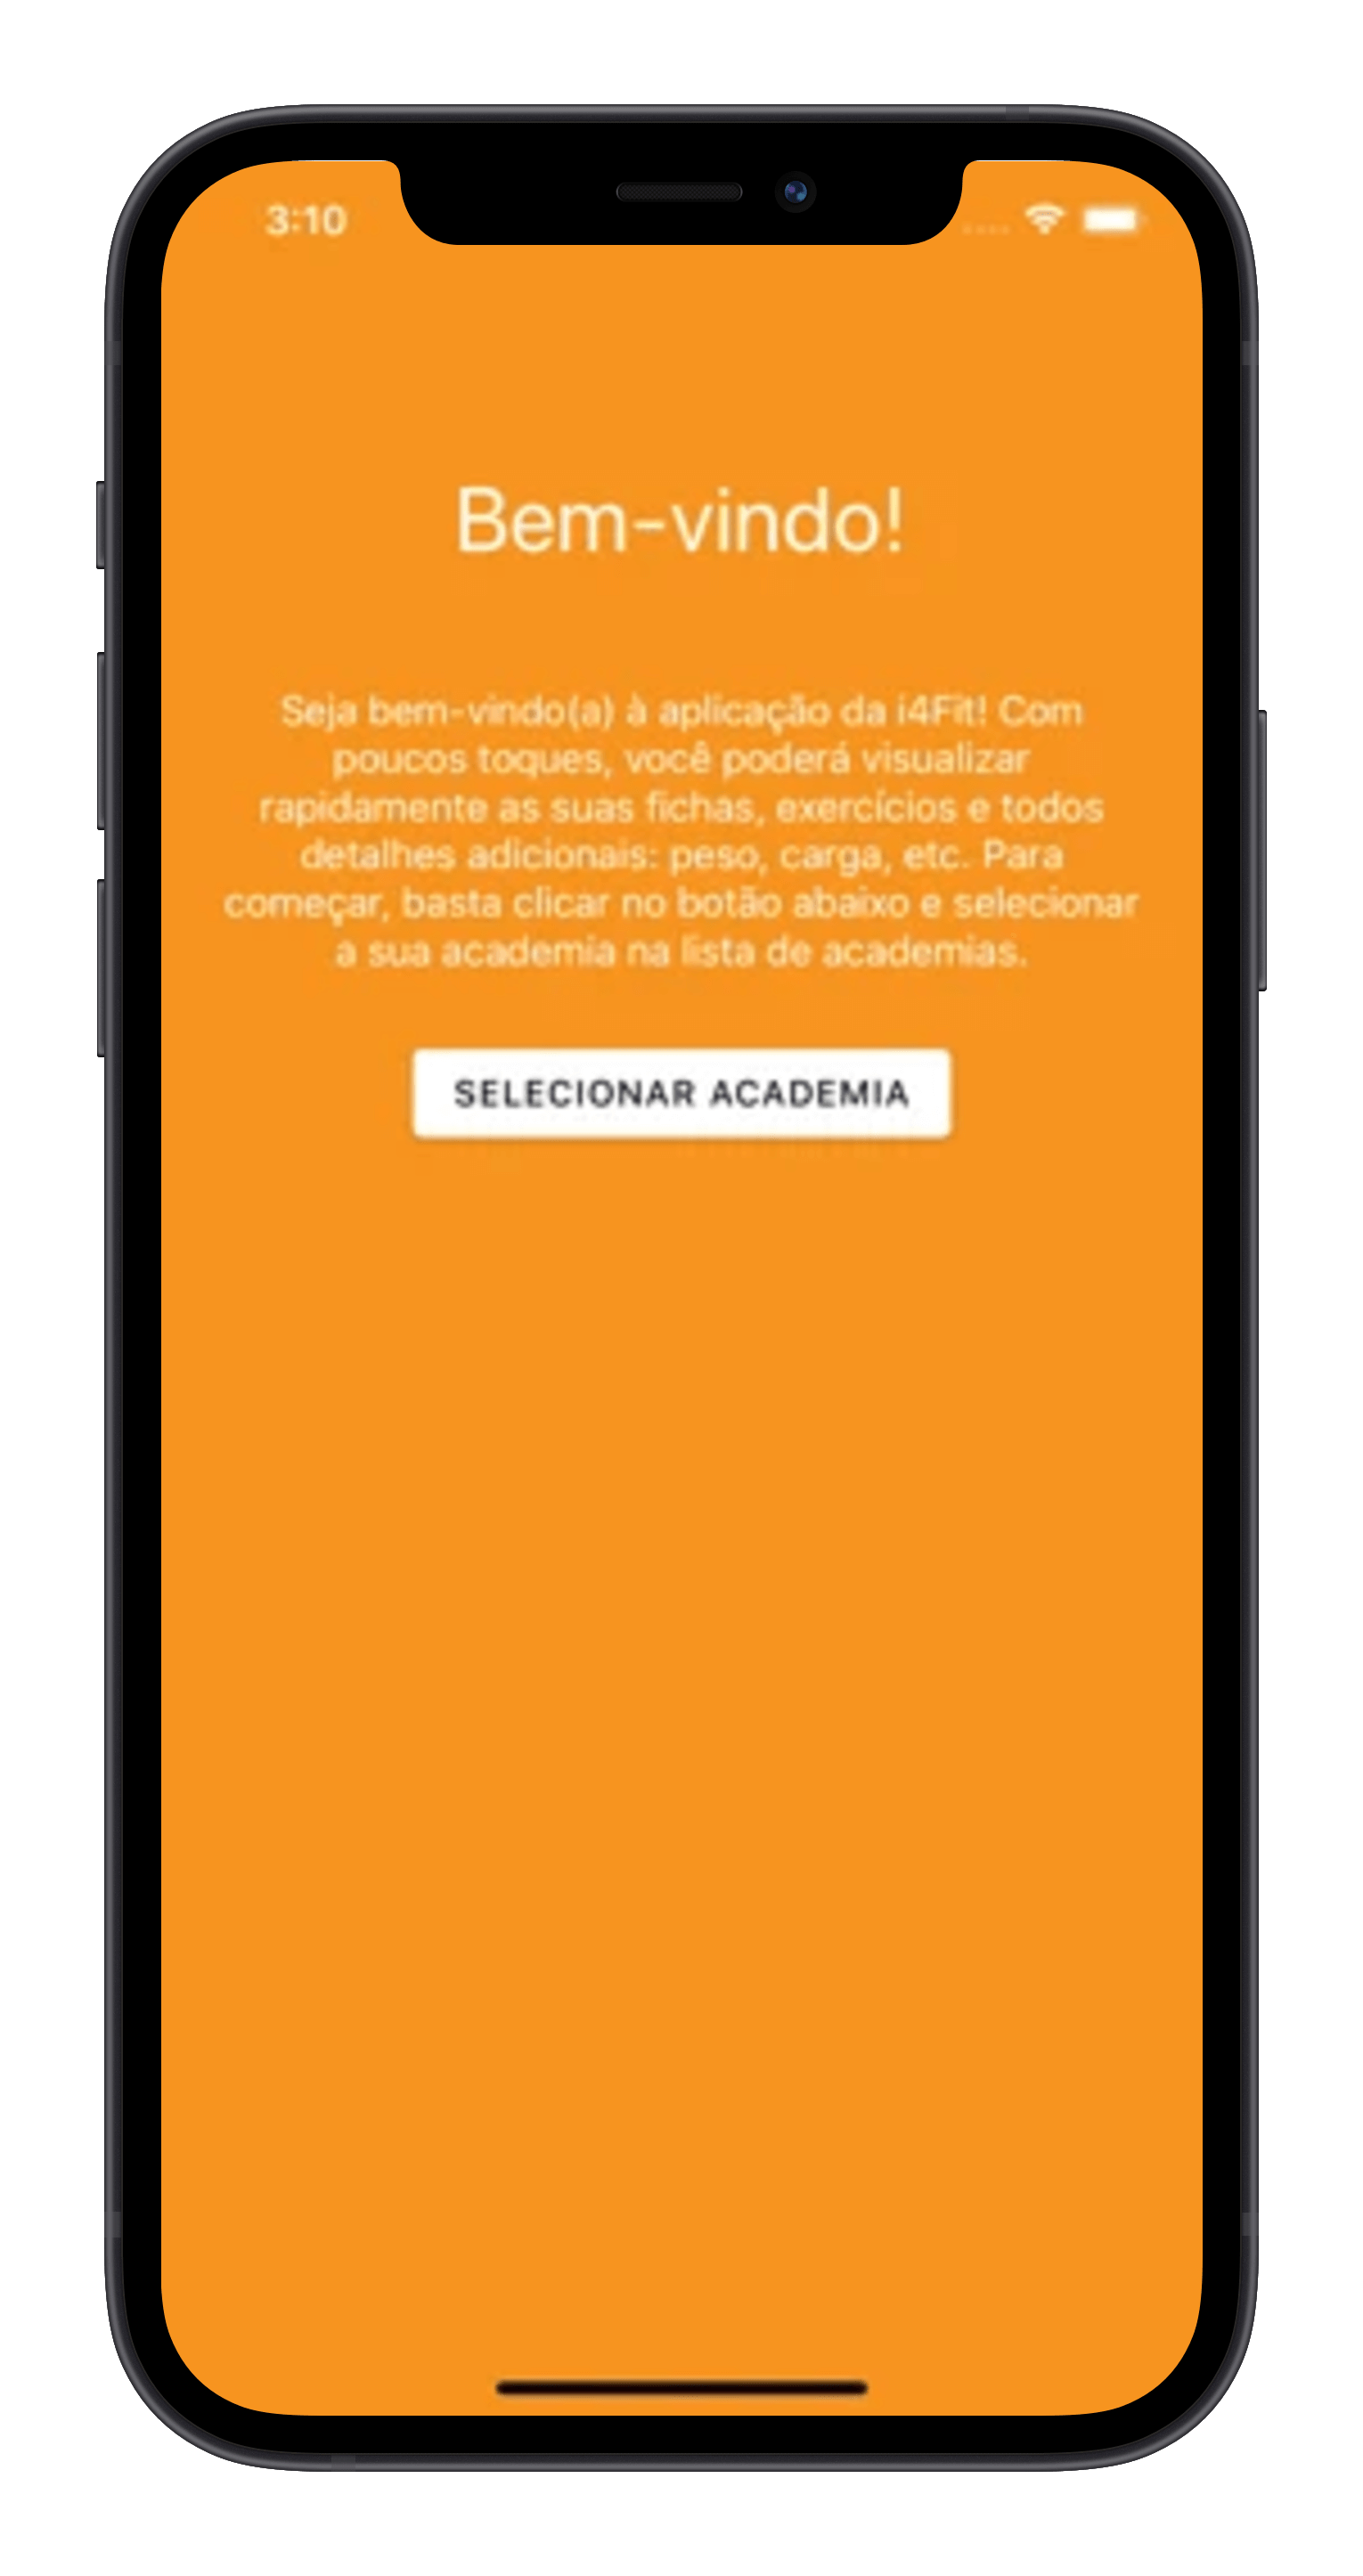 3:10
Bem-vindo!
Seja bem-vindo(a) à aplicação da i4Fit! Com
poucos toques, você poderá visualizar
rapidamente as suas fichas, exercícios e todos
detalhes adicionais: peso, carga, etc. Para
começar, basta clicar no botão abaixo e selecionar
a sua academia na lista de academias.
SELECIONAR ACADEMIA